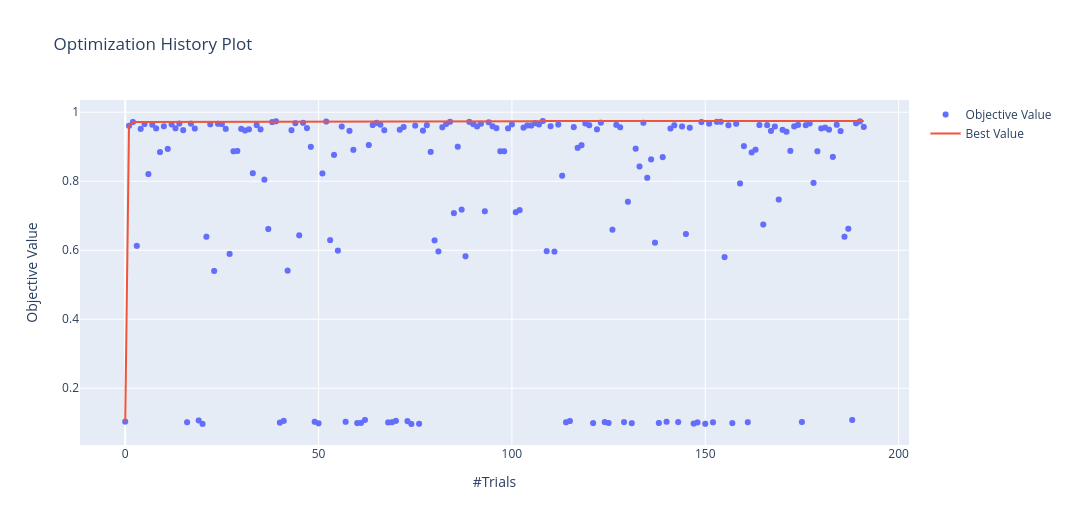 Optimization History Plot
Objective Value
Best Value
1
0.8
0.6
0.4
0.2
Objective Value
0
50
100
150
200
#Trials